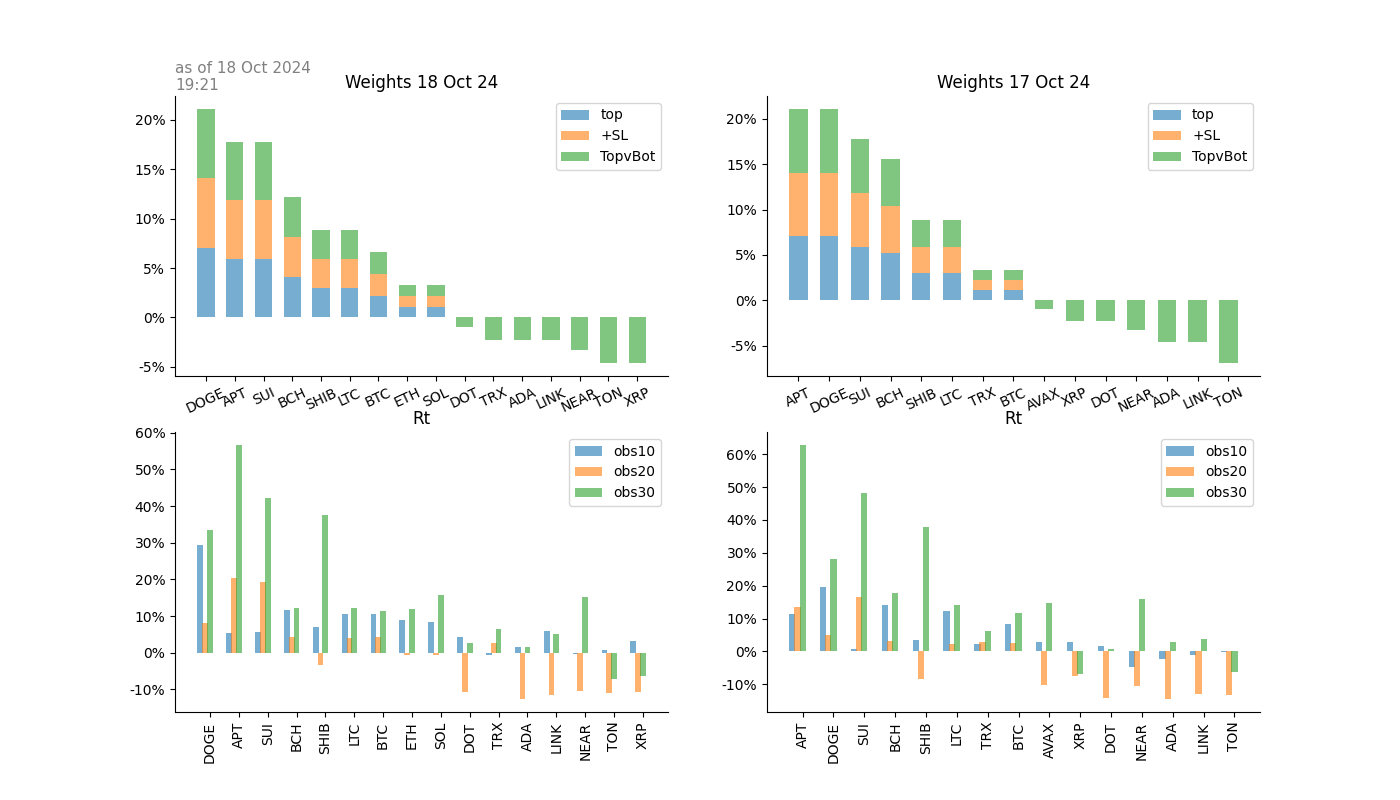 as of 18 Oct 2024
19:21
Weights 18 Oct 24
20%
15%
10%
5%
0%
-5%
top
+SL
TopvBot
DOGE APT SUI BCH SHIB LTC BTC ETH SOL DOT TRX ADA LINK NEAR TON XRP
Weights 17 Oct 24
20%
15%
10%
5%
0%
-5%
top
+SL
TopvBot
APT DOGE SUI BCH SHIB LTC TRX BTC AVAX XRP DOT NEAR ADA LINK TON
Rt
60%
50%
40%
30%
20%
10%
0%
-10%
obs10
obs20
obs30
DOGE APT SUI BCH SHIB LTC BTC ETH SOL DOT TRX ADA LINK NEAR TON XRP
Rt
60%
50%
40%
30%
20%
10%
0%
-10%
obs10
obs20
obs30
APT DOGE SUI BCH SHIB LTC TRX BTC AVAX XRP DOT NEAR ADA LINK TON